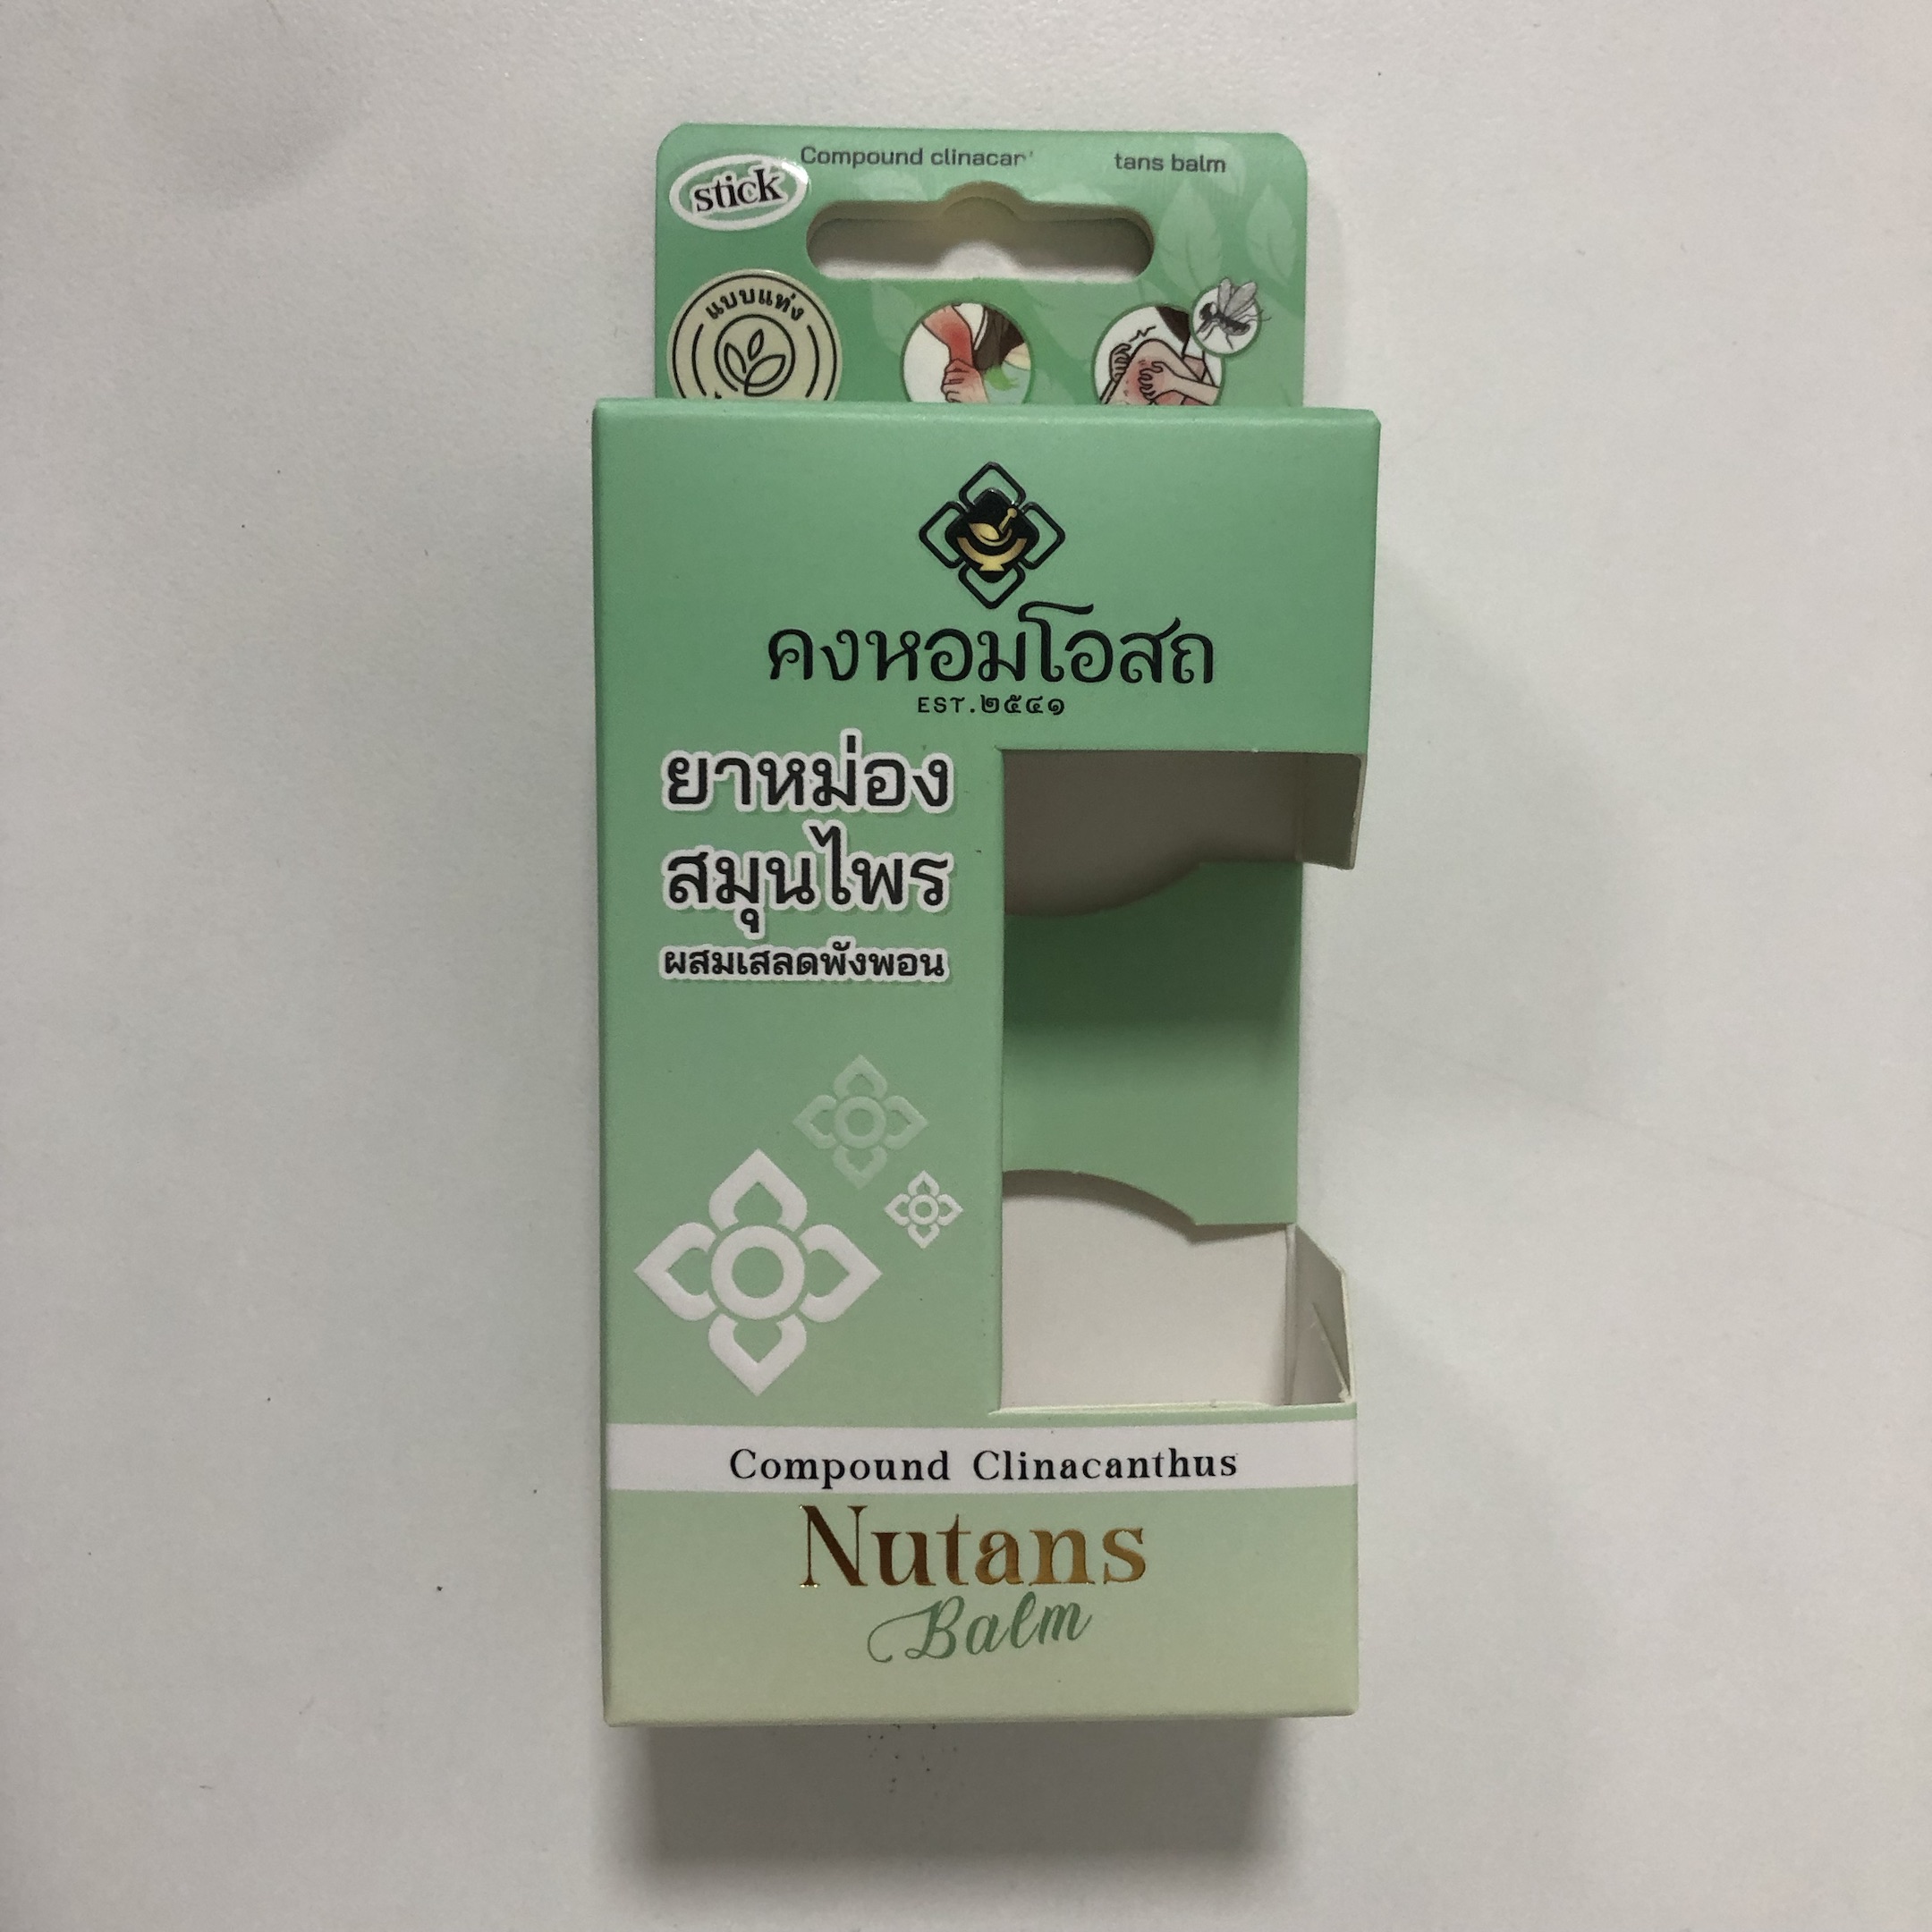 Compound clinacan tans balm
stick
แบบแท่ง
คงหอมโอสถ
EST.๒๕๔๑
ยาหม่อง
สมุนไพร
ผสมเสลดพังพอน
Compound Clinacanthus
Nutans
Balm